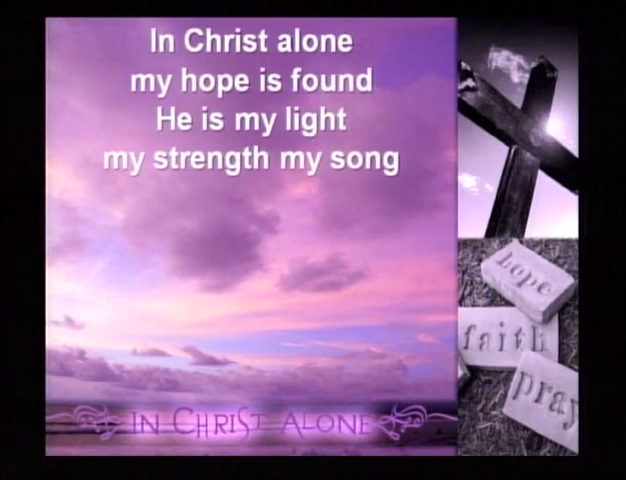 In Christ alone
my hope is found
He is my light
my strength my song
IN CHRIST ALONE
hope
faith
pray